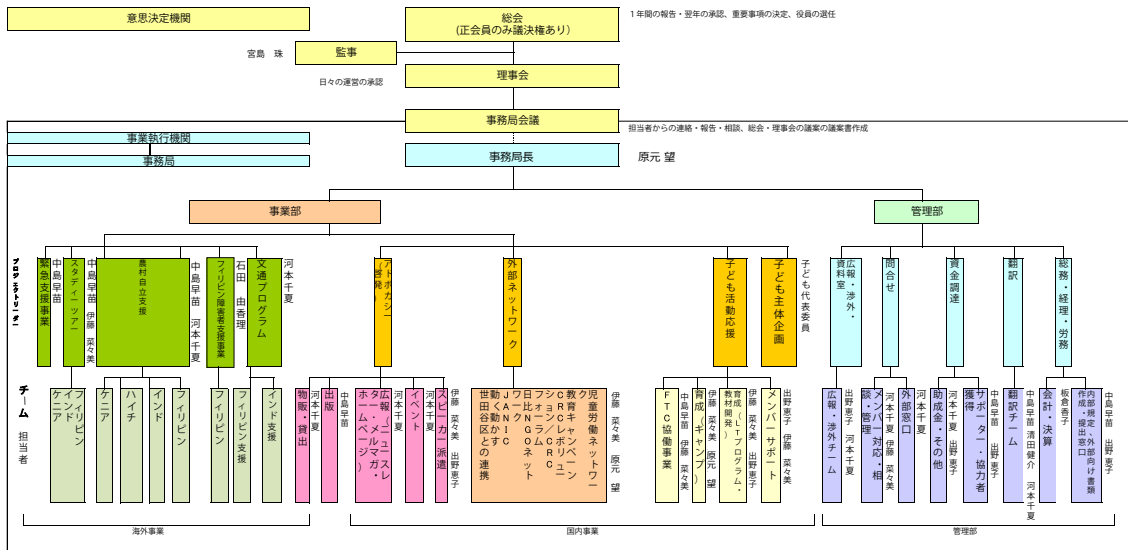 意思決定機関
総会
(正会員のみ議決権あり)
１年間の報告・翌年の承認、重要事項の決定、役員の選任
宮島　珠
監事
日々の運営の承認
理事会
事務局会議
担当者からの連絡・報告・相談、総会・理事会の議案の議案書作成
事業執行機関
事務局
事務局長
原元 望
事業部
管理部
プロジェクトリーダー
緊急支援事業
中島早苗
スタディーツアー
中島早苗　伊藤　菜々美
農村自立支援
中島早苗　河本千夏
フィリピン障害者支援事業
石田　由香理
文通プログラム
河本千夏
アドボカシー
(啓発)
外部ネットワーク
子ども活動応援
子ども主体企画
子ども代表委員
広報・渉外・
資料室
問合せ
資金調達
翻訳
総務・経理・労務
チーム
担当者
フィリピン
インド
ケニア
ケニア
ハイチ
インド
フィリピン
フィリピン
フィリピン支援
インド支援
物販・貸出
河本千夏
出版
中島早苗
広報（ニュースレ
ター・メルマガ・
ホームページ）
河本千夏
イベント
河本千夏
スピーカー派遣
伊藤　菜々美　出野恵子
児童労働ネットワー
ク
教育キャンペーン
ＣＲＣレボリュー
ション／ＣＲＣ
フォーラム
日比ＮＧＯネット
ワーク
ＪＡＮＩＣ
動く動かす
世田谷区との連携
伊藤　菜々美　原元　望
ＦＴＣ協働事業
中島早苗　伊藤　菜々美
育成（キャンプ）
伊藤　菜々美　原元　望
育成（ＬＴプログラム・
教材開発）
メンバーサポート
出野恵子　伊藤　菜々美
広報・渉外チーム
出野恵子　河本千夏
メンバー対応・相
談・管理
河本千夏　伊藤　菜々美
外部窓口
河本千夏
助成金・その他
河本千夏　出野恵子
サポーター・協力者
獲得
中島早苗　出野恵子
翻訳チーム
中島早苗　清田健介　河本千夏
板倉香子
会計・決算
内部規定、外部向け書類
作成・提出窓口
中島早苗　出野恵子
海外事業
国内事業
管理部